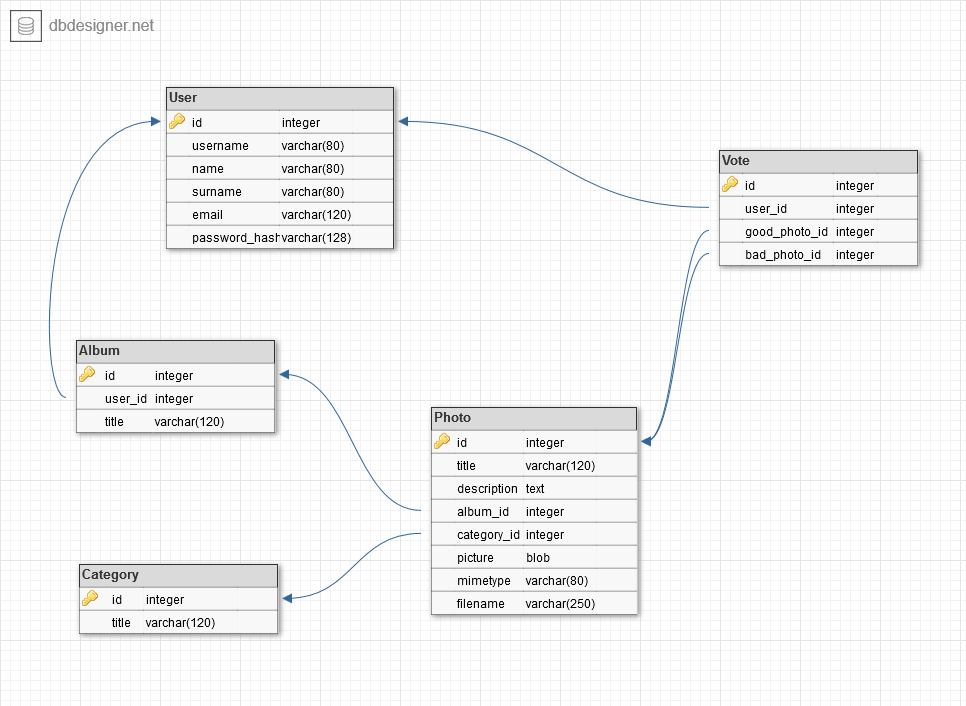 dbdesigner.net
User
id integer
username varchar(80)
name varchar(80)
surname varchar(80)
email varchar(120)
password_hash varchar(128)
Vote
id integer
user_id integer
good_photo_id integer
bad_photo_id integer
Album
id integer
user_id integer
title varchar(120)
Photo
id integer
title varchar(120)
description text
album_id integer
category_id integer
picture blob
mimetype varchar(80)
filename varchar(250)
Category
id integer
title varchar(120)